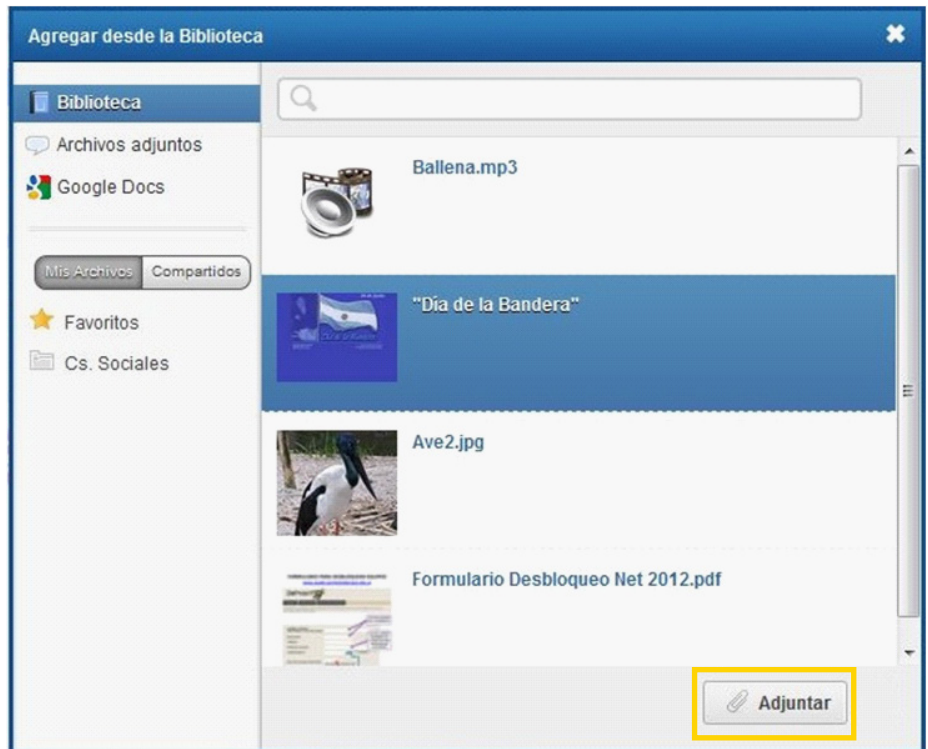 Agregar desde la Biblioteca
Biblioteca
Archivos adjuntos
Google Docs
Mis Archivos Compartidos
Favoritos
Cs. Sociales
Ballena.mp3
"Dia de la Bandera"
Ave2.jpg
Formulario Desbloqueo Net 2012.pdf
Adjuntar